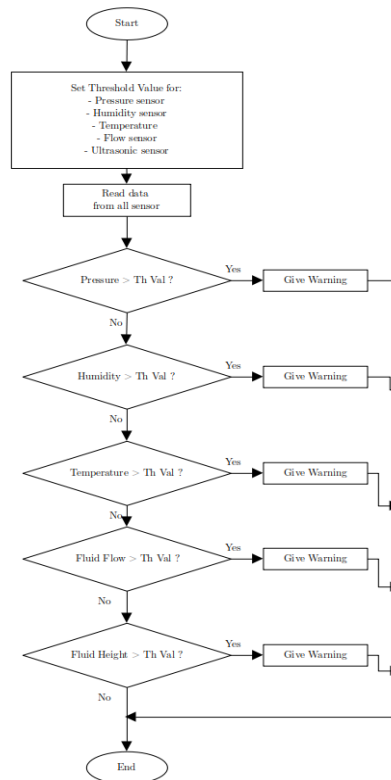 Start
Set Threshold Value for:
- Pressure sensor
- Humidity sensor
- Temperature
- Flow sensor
- Ultrasonic sensor
Read data
from all sensor
Pressure > Th Val ?
Yes
Give Warning
No
Humidity > Th Val ?
Yes
Give Warning
No
Temperature > Th Val ?
Yes
Give Warning
No
Fluid Flow > Th Val ?
Yes
Give Warning
No
Fluid Height > Th Val ?
Yes
Give Warning
No
End